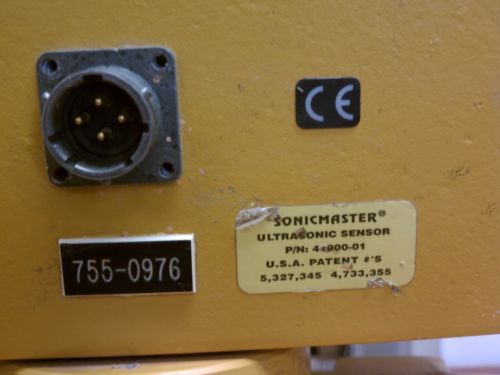 CE
SONICMASTER®
ULTRASONIC SENSOR
P/N:
U.S.A. PATENT #'S
5,327,345 4,733,355
755-0976